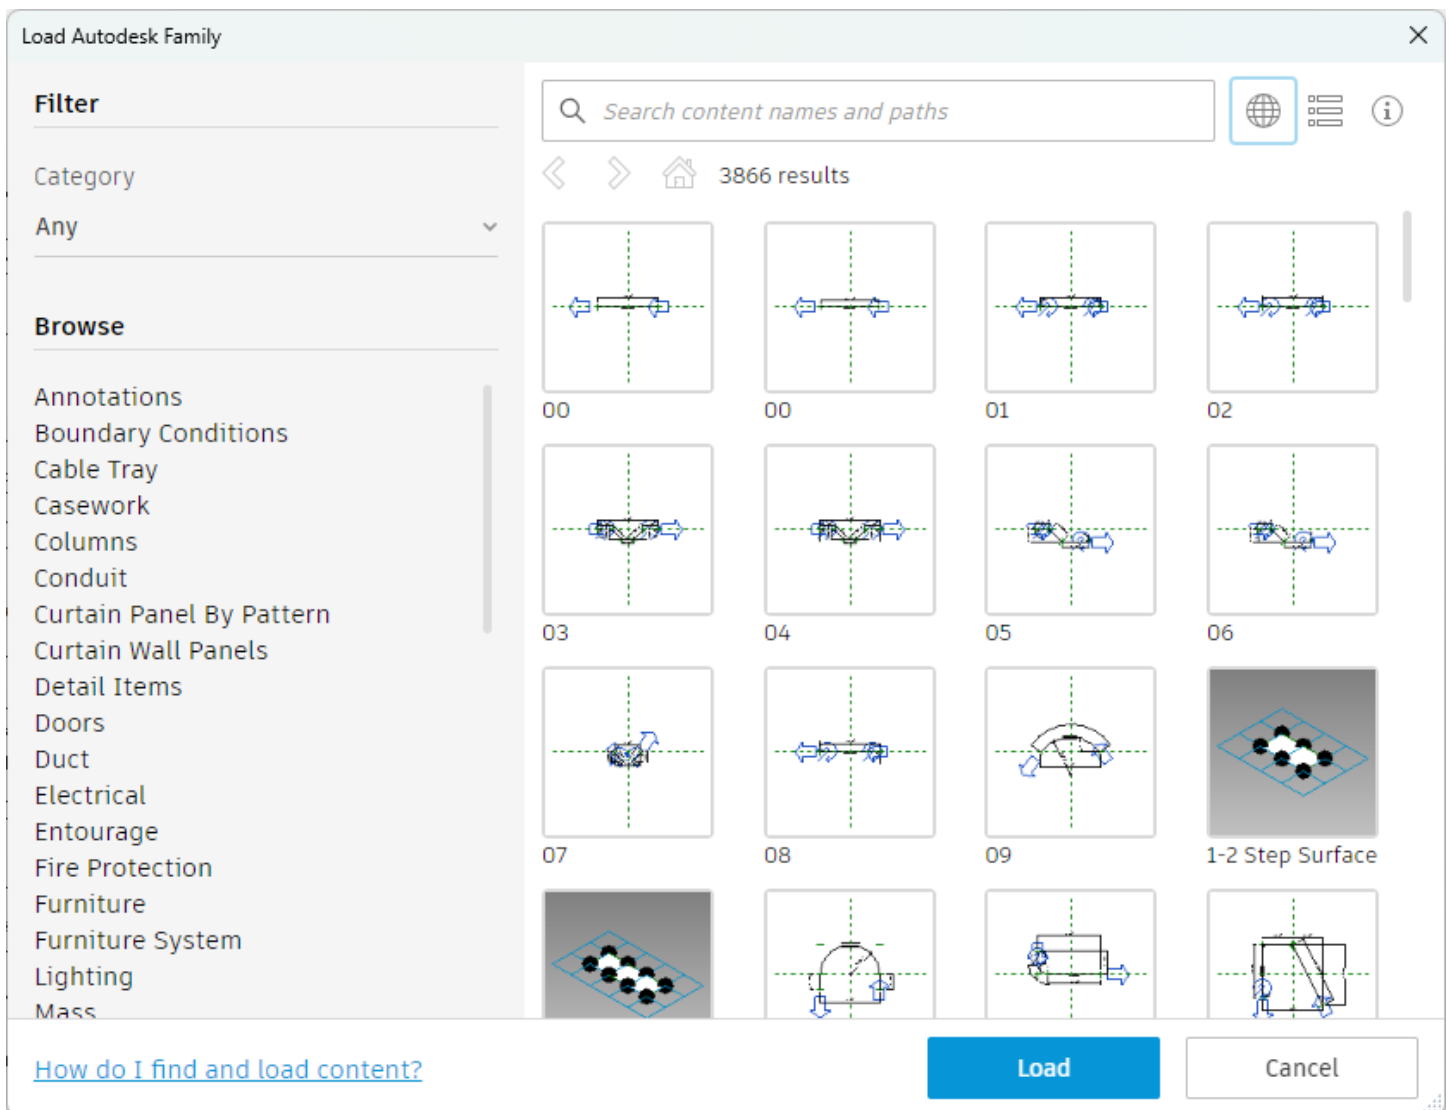 Load Autodesk Family
Filter
Category
Any
Browse
Annotations
Boundary Conditions
Cable Tray
Casework
Columns
Conduit
Curtain Panel By Pattern
Curtain Wall Panels
Detail Items
Doors
Duct
Electrical
Entourage
Fire Protection
Furniture
Furniture System
Lighting
Mass
Search content names and paths
3866 results
00
00
01
02
03
04
05
06
07
08
09
1-2 Step Surface
How do I find and load content?
Load
Cancel